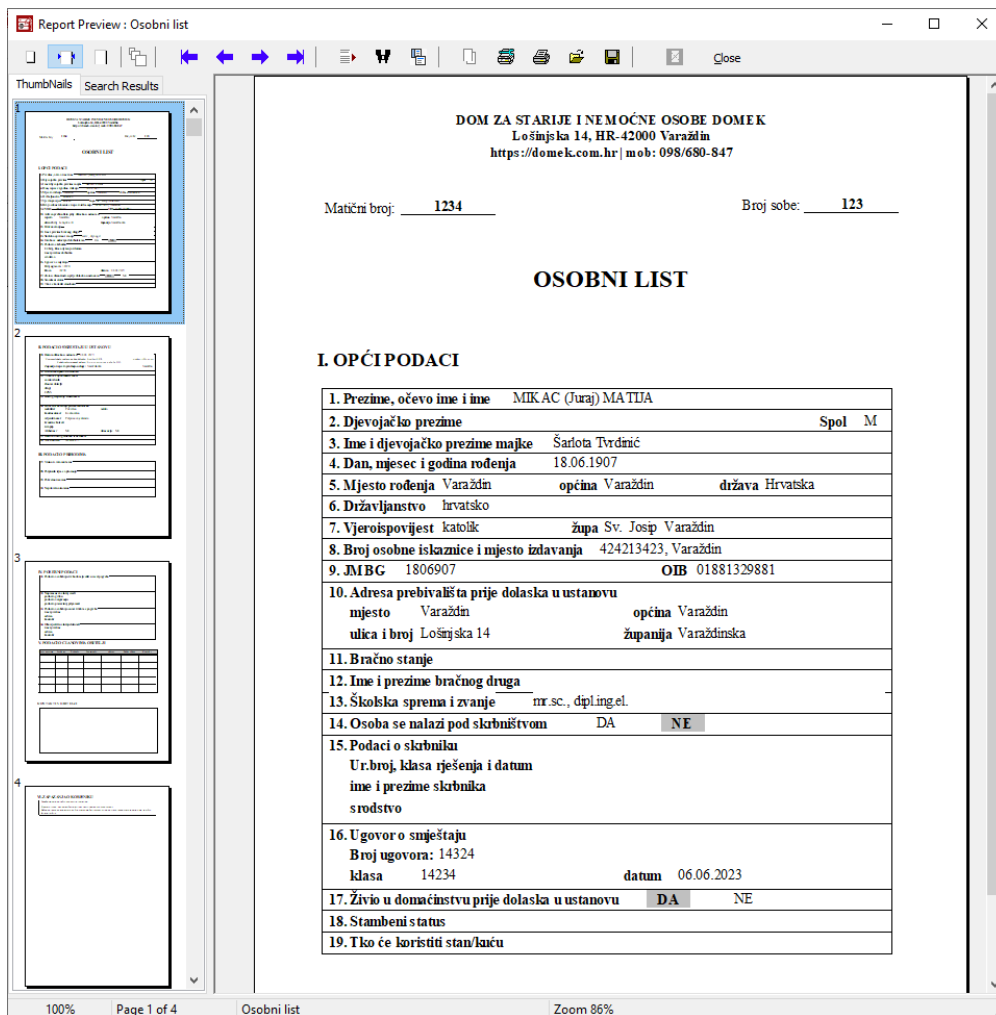 Report Preview : Osobni list
Close
ThumbNails Search Results
1
2
3
4
DOM ZA STARIJE I NEMOĆNE OSOBE DOMEK
Lošinjska 14, HR-42000 Varaždin
https://domek.com.hr | mob: 098/680-847
Matični broj: 1234 Broj sobe: 123
OSOBNI LIST
I. OPĆI PODACI
1. Prezime, očevo ime i ime MIKAC (Juraj) MATIJA
2. Djevojačko prezime Spol M
3. Ime i djevojačko prezime majke Šarlota Tvrdinić
4. Dan, mjesec i godina rođenja 18.06.1907
5. Mjesto rođenja Varaždin općina Varaždin država Hrvatska
6. Državljanstvo hrvatsko
7. Vjeroispovijest katolik župa Sv. Josip Varaždin
8. Broj osobne iskaznice i mjesto izdavanja 424213423, Varaždin
9. JMBG 1806907 OIB 01881329881
10. Adresa prebivališta prije dolaska u ustanovu
mjesto Varaždin općina Varaždin
ulica i broj Lošinjska 14 županija Varaždinska
11. Bračno stanje
12. Ime i prezime bračnog druga
13. Školska sprema i zvanje mr.sc., dipl.ing.el.
14. Osoba se nalazi pod skrbništvom DA NE
15. Podaci o skrbniku
Ur.broj, klasa rješenja i datum
ime i prezime skrbnika
srodstvo
16. Ugovor o smještaju
Broj ugovora: 14324
klasa 14234 datum 06.06.2023
17. Živio u domaćinstvu prije dolaska u ustanovu DA NE
18. Stambeni status
19. Tko će koristiti stan/kuću
100% Page 1 of 4 Osobni list Zoom 86%